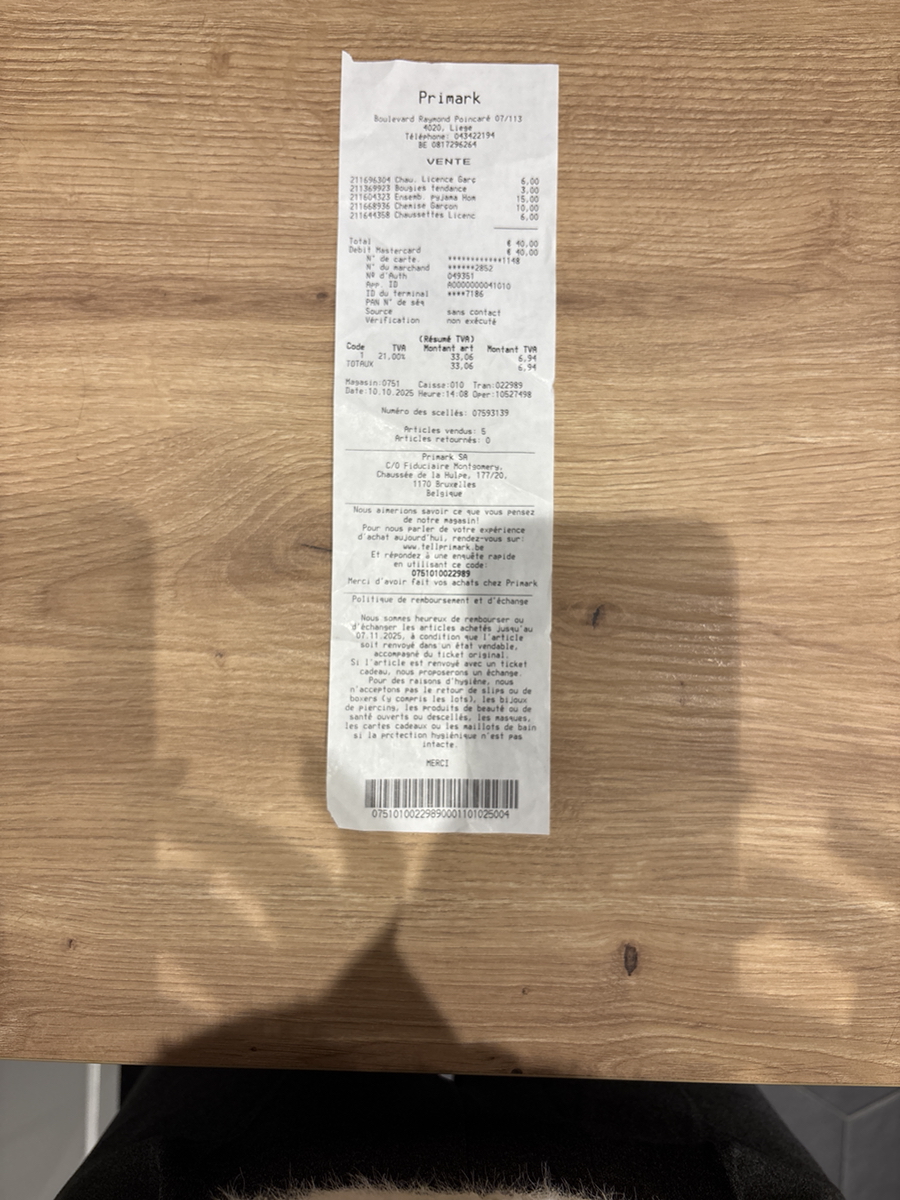 Primark
Boulevard Raymond Poincaré 07/113
4020, Liege
Téléphone: 043422194
BE 0817296264
VENTE
211696304 Chau. Licence Garc 6,00
211369923 Bougies tendance 3,00
211604323 Ensemb. pyjama Hom 15,00
211668936 Chemise Garçon 10,00
211644358 Chaussettes Licenc 6,00
Total € 40,00
Debit Mastercard € 40,00
N° de carte ************1148
N° du marchand ******2852
Nº d'Auth 049351
App. ID A0000000041010
ID du terminal ****7186
PAN N° de séq
Source sans contact
Vérification non exécuté
(Résumé TVA)
Code TVA Montant art Montant TVA
1 21,00% 33,06 6,94
TOTAUX 33,06 6,94
Magasin:0751 Caisse:010 Tran:022989
Date:10.10.2025 Heure:14:08 Oper:10527498
Numéro des scellés: 07593139
Articles vendus: 5
Articles retournés: 0
Primark SA
C/O Fiduciaire Montgomery,
Chaussée de la Hulpe, 177/20,
1170 Bruxelles
Belgique
Nous aimerions savoir ce que vous pensez
de notre magasin!
Pour nous parler de votre expérience
d'achat aujourd'hui, rendez-vous sur:
www.tellprimark.be
Et répondez à une enquête rapide
en utilisant ce code:
0751010022989
Merci d'avoir fait vos achats chez Primark
Politique de remboursement et d'échange
Nous sommes heureux de rembourser ou
d'échanger les articles achetés jusqu'au
07.11.2025, à condition que l'article
soit renvoyé dans un état vendable,
accompagné du ticket original.
Si l'article est renvoyé avec un ticket
cadeau, nous proposerons un échange.
Pour des raisons d'hygiène, nous
n'acceptons pas le retour de slips ou de
boxers (y compris les lots), les bijoux
de piercing, les produits de beauté ou de
santé ouverts ou descellés, les masques,
les cartes cadeaux ou les maillots de bain
si la protection hygiénique n'est pas
intacte.
MERCI
07510100229890001101025004